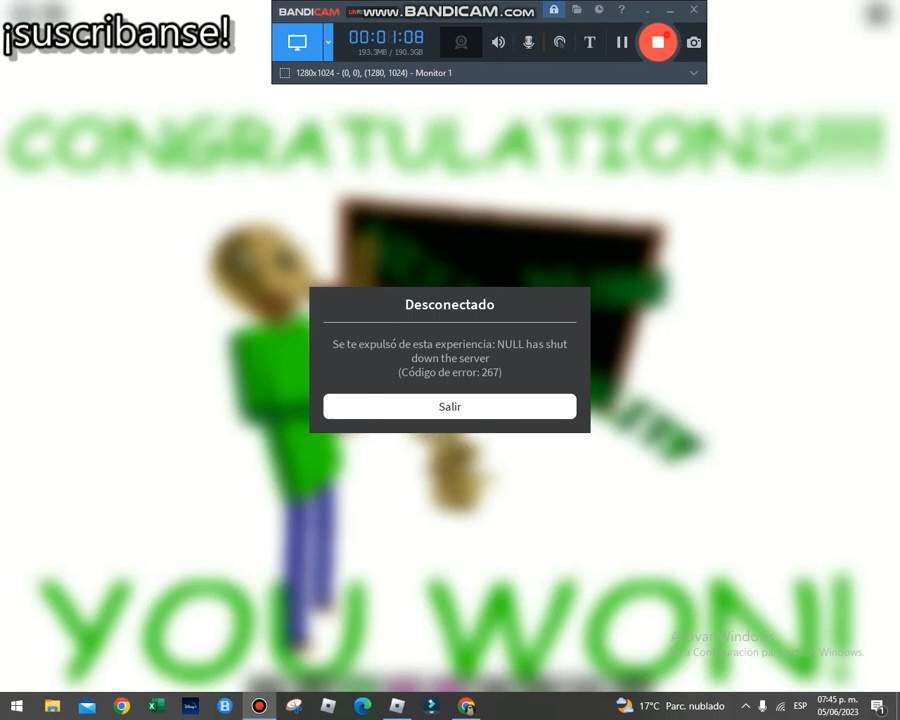 ¡suscribanse!
BANDICAM WWW.BANDICAM.COM
00:01:08
193.3MB / 190.3GB
T
1280x1024 - (0, 0), (1280, 1024) - Monitor 1
CONGRATULATIONS!!!!
Desconectado
Se te expulsó de esta experiencia: NULL has shut
down the server
(Código de error: 267)
Salir
YOU WON!
Activar Windows
17°C Parc. nublado
ESP
07:45 p. m.
05/06/2023